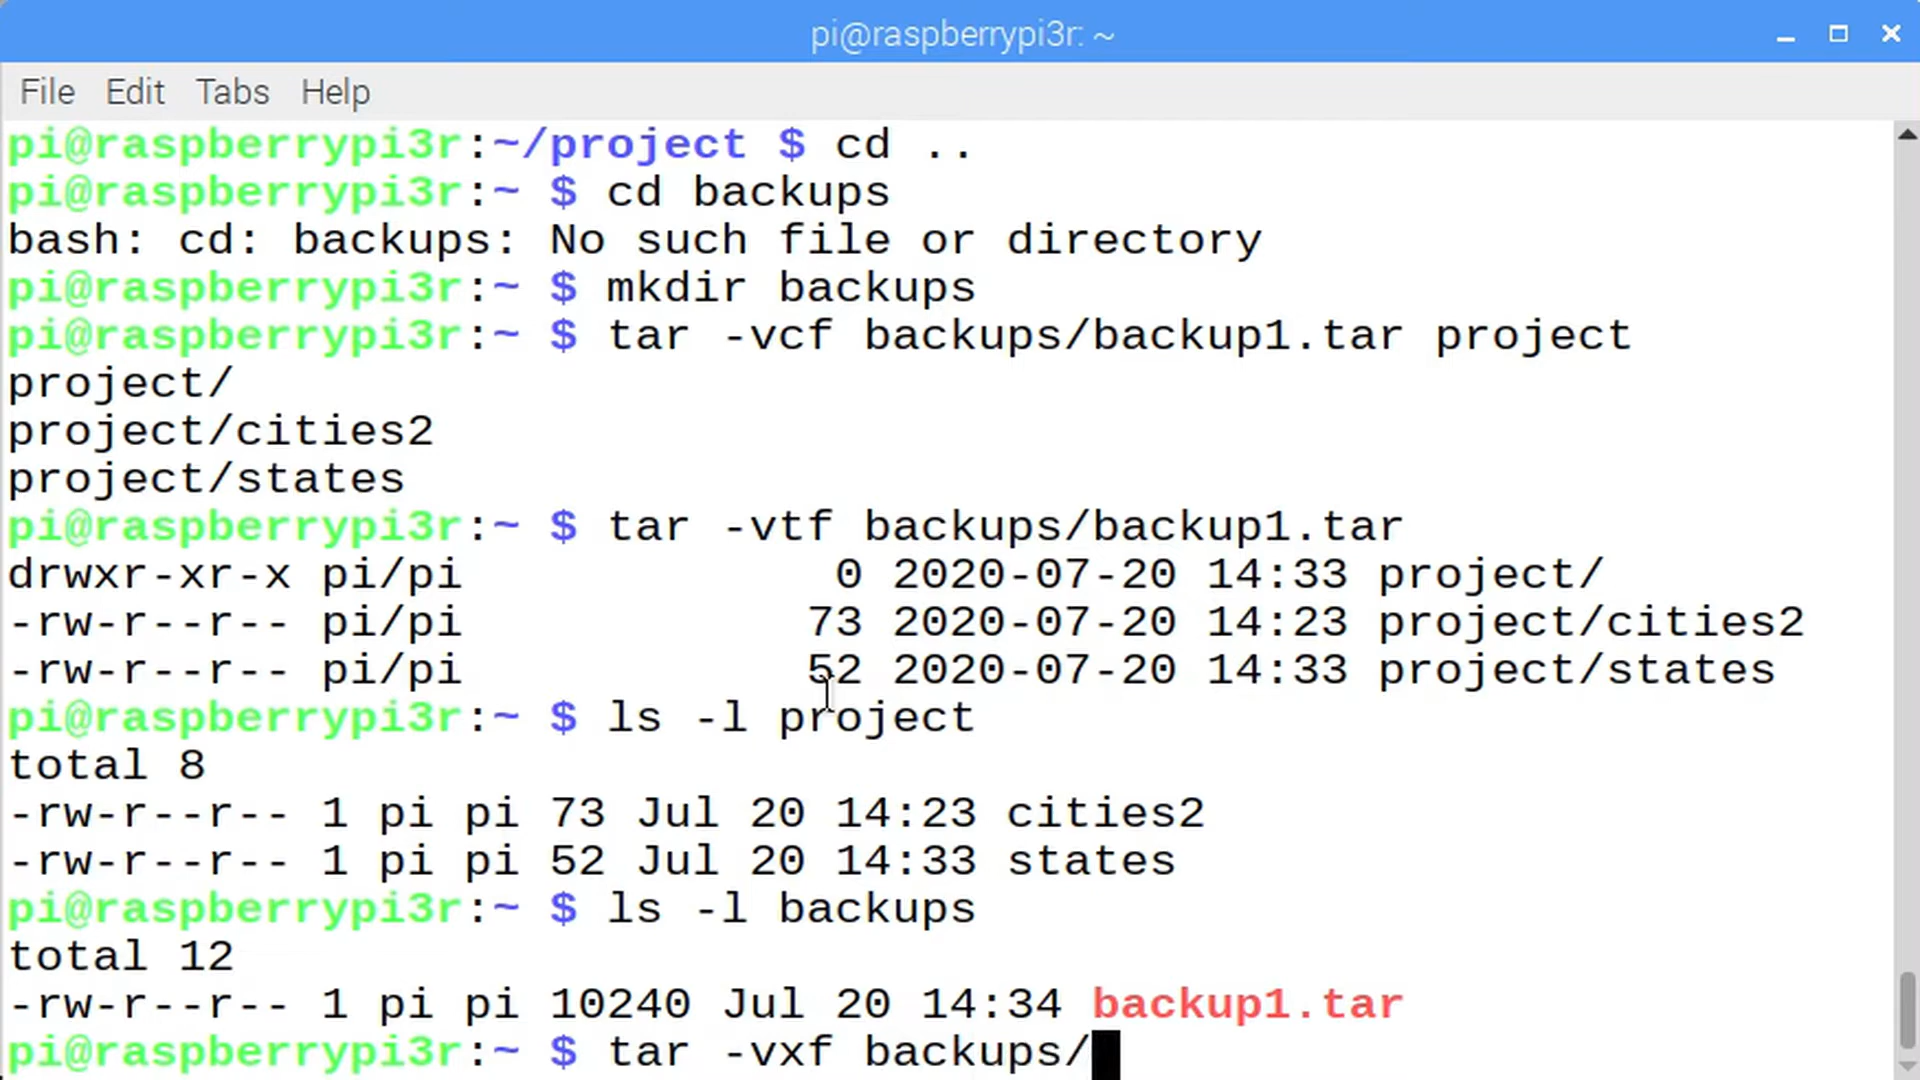 pi@raspberrypi3r: ~
File Edit Tabs Help
pi@raspberrypi3r:~/project $ cd ..
pi@raspberrypi3r:~ $ cd backups
bash: cd: backups: No such file or directory
pi@raspberrypi3r:~ $ mkdir backups
pi@raspberrypi3r:~ $ tar -vcf backups/backup1.tar project
project/
project/cities2
project/states
pi@raspberrypi3r:~ $ tar -vtf backups/backup1.tar
drwxr-xr-x pi/pi             0 2020-07-20 14:33 project/
-rw-r--r-- pi/pi            73 2020-07-20 14:23 project/cities2
-rw-r--r-- pi/pi            52 2020-07-20 14:33 project/states
pi@raspberrypi3r:~ $ ls -l project
total 8
-rw-r--r-- 1 pi pi 73 Jul 20 14:23 cities2
-rw-r--r-- 1 pi pi 52 Jul 20 14:33 states
pi@raspberrypi3r:~ $ ls -l backups
total 12
-rw-r--r-- 1 pi pi 10240 Jul 20 14:34 backup1.tar
pi@raspberrypi3r:~ $ tar -vxf backups/